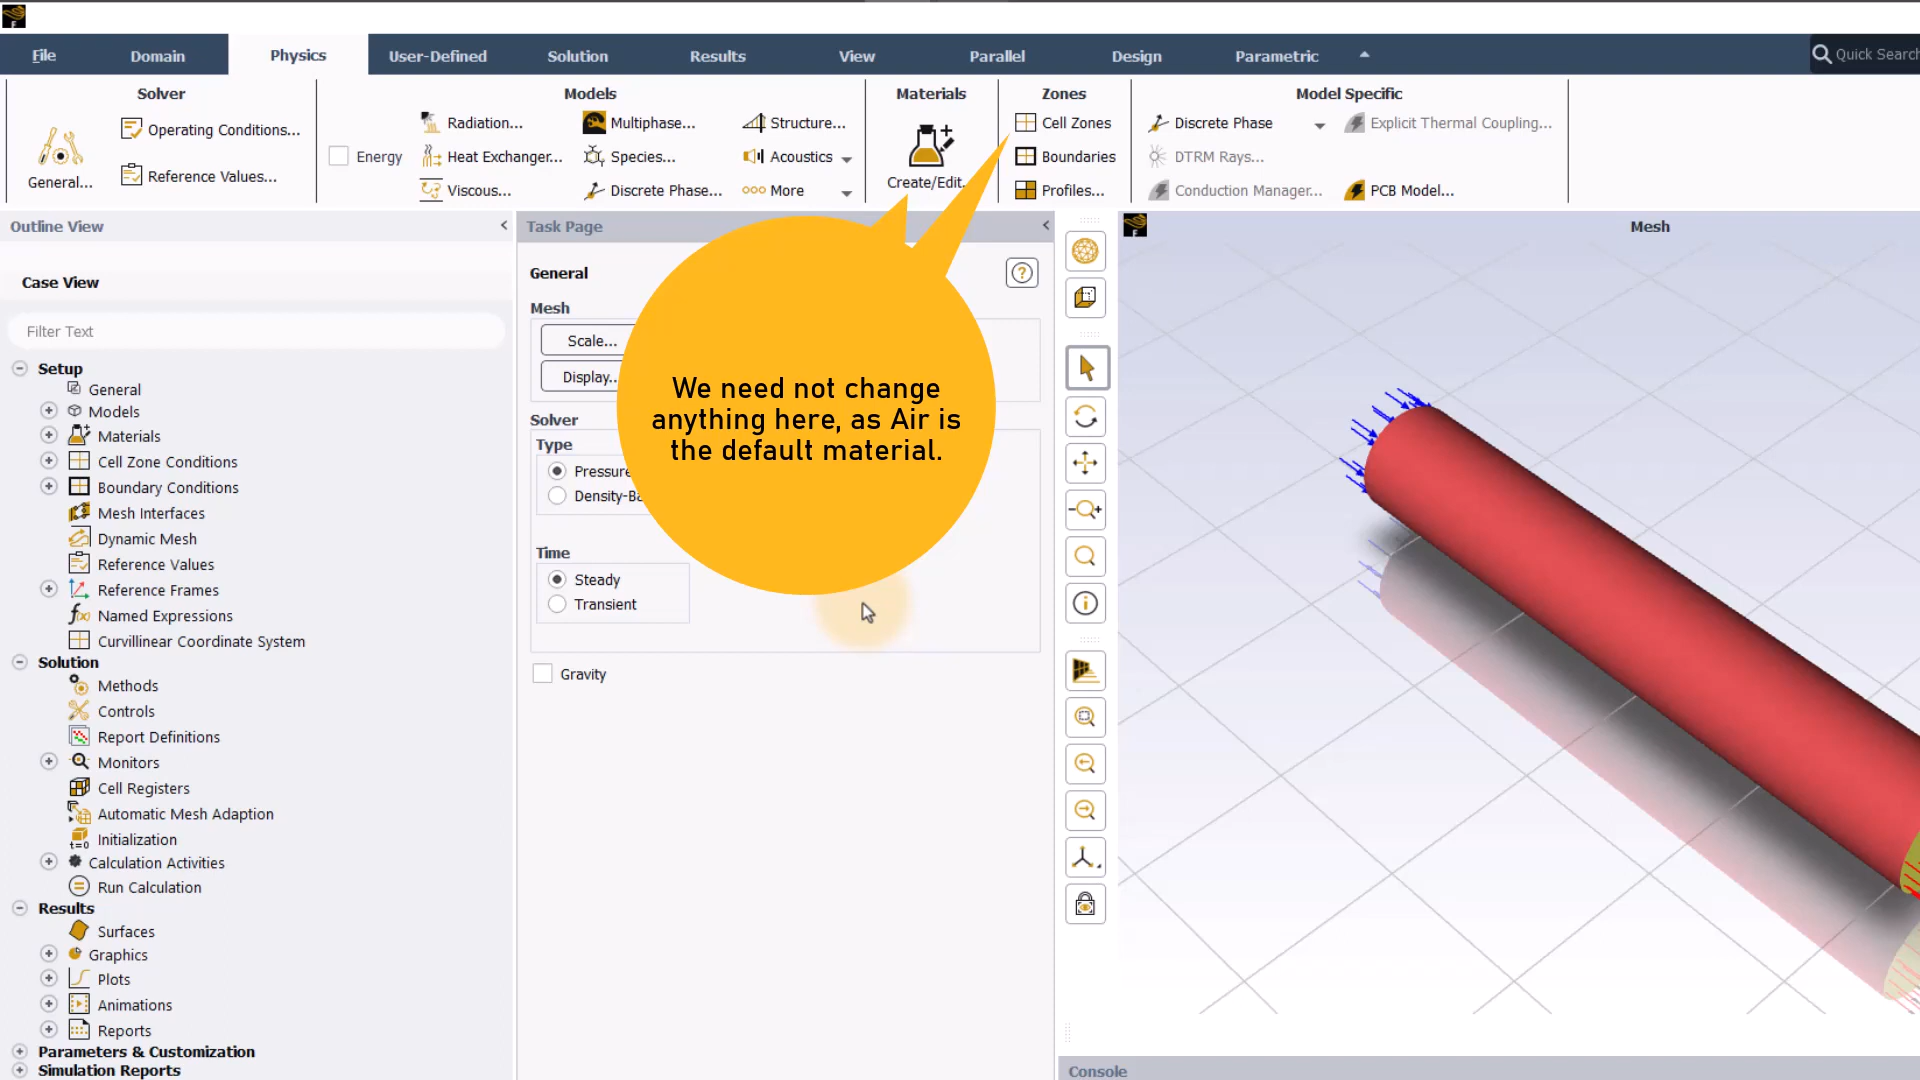 File
Domain
Physics
User-Defined
Solution
Results
View
Parallel
Design
Parametric
Quick Search
Solver
General...
Operating Conditions...
Reference Values...
Models
Energy
Radiation...
Heat Exchanger...
Viscous...
Multiphase...
Species...
Discrete Phase...
Structure...
Acoustics
More
Materials
Create/Edit...
Zones
Cell Zones
Boundaries
Profiles...
Model Specific
Discrete Phase
DTRM Rays...
Conduction Manager...
Explicit Thermal Coupling...
PCB Model...
Outline View
Case View
Filter Text
Setup
General
Models
Materials
Cell Zone Conditions
Boundary Conditions
Mesh Interfaces
Dynamic Mesh
Reference Values
Reference Frames
Named Expressions
Curvillinear Coordinate System
Solution
Methods
Controls
Report Definitions
Monitors
Cell Registers
Automatic Mesh Adaption
Initialization
Calculation Activities
Run Calculation
Results
Surfaces
Graphics
Plots
Animations
Reports
Parameters & Customization
Simulation Reports
Task Page
General
Mesh
Scale...
Display...
Solver
Type
Pressure
Density-Ba
Time
Steady
Transient
Gravity
We need not change
anything here, as Air is
the default material.
Mesh
Console